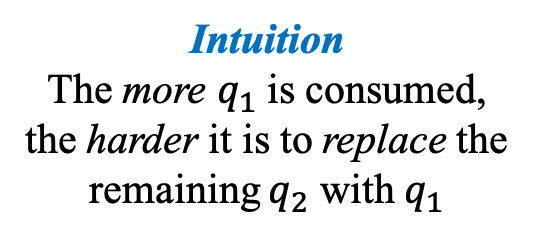 Intuition
The more q₁ is consumed,
the harder it is to replace the
remaining q₂ with q₁